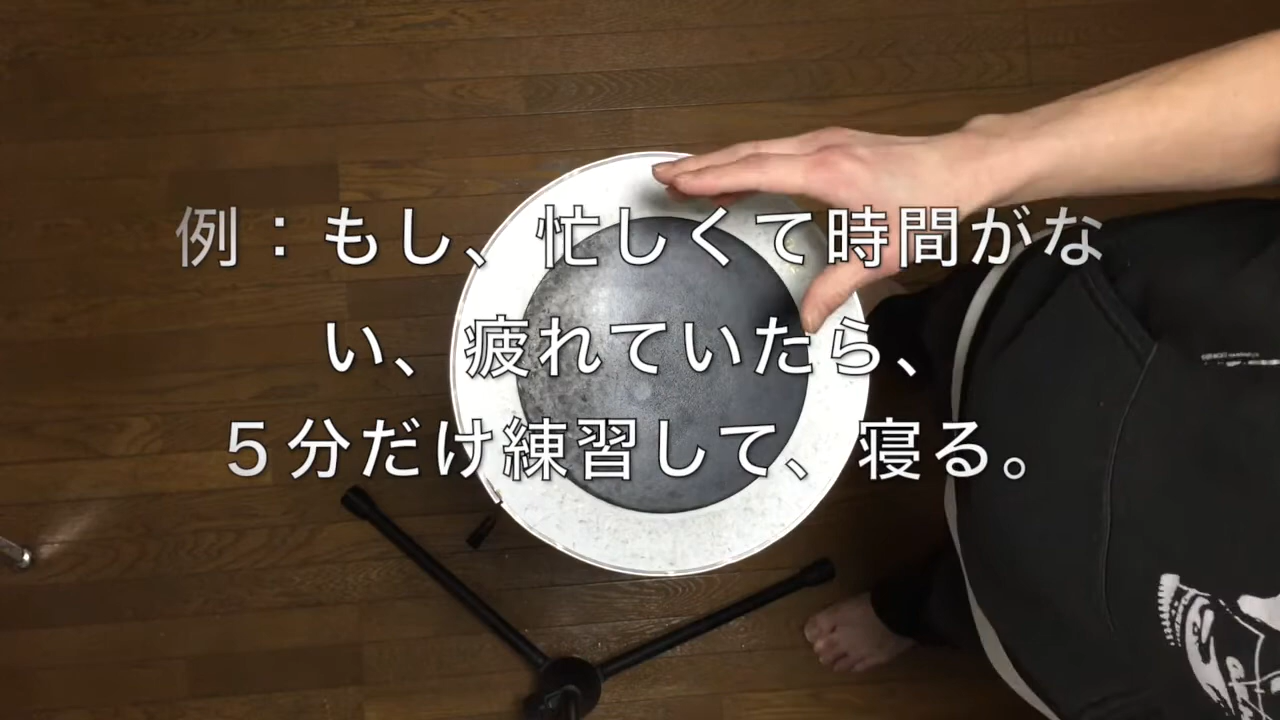 例：もし、忙しくて時間がな
い、疲れていたら、
５分だけ練習して、寝る。